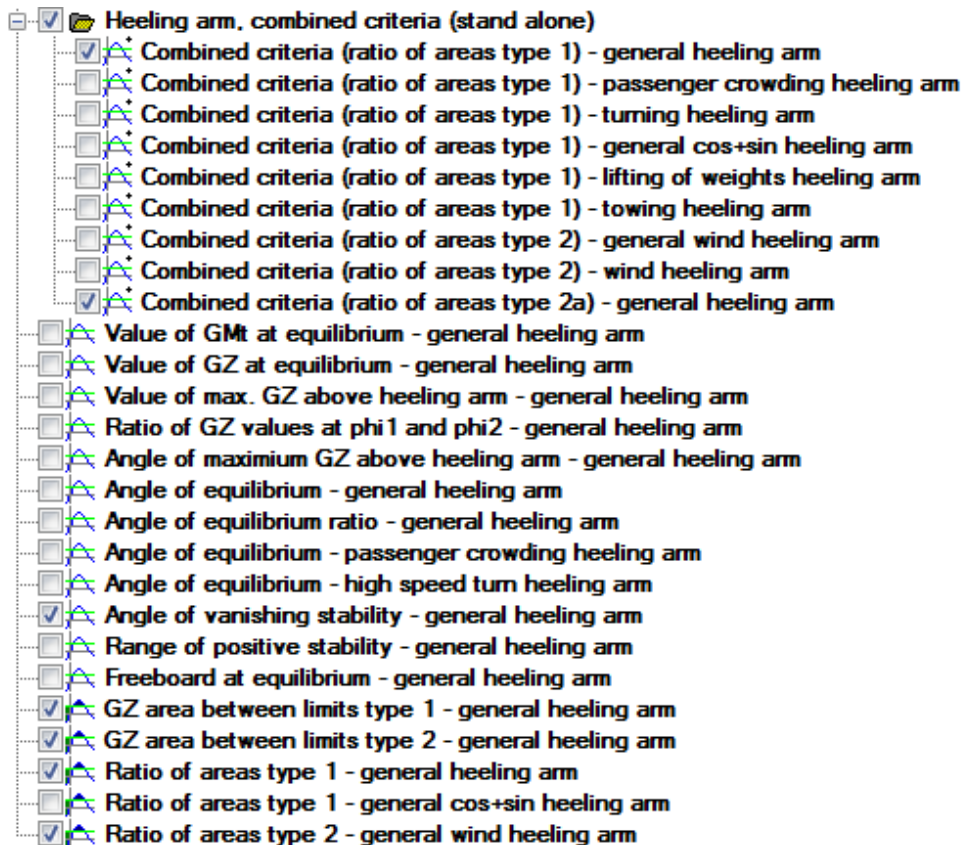 Heeling arm, combined criteria (stand alone)
Combined criteria (ratio of areas type 1) - general heeling arm
Combined criteria (ratio of areas type 1) - passenger crowding heeling arm
Combined criteria (ratio of areas type 1) - turning heeling arm
Combined criteria (ratio of areas type 1) - general cos+sin heeling arm
Combined criteria (ratio of areas type 1) - lifting of weights heeling arm
Combined criteria (ratio of areas type 1) - towing heeling arm
Combined criteria (ratio of areas type 2) - general wind heeling arm
Combined criteria (ratio of areas type 2) - wind heeling arm
Combined criteria (ratio of areas type 2a) - general heeling arm
Value of GMt at equilibrium - general heeling arm
Value of GZ at equilibrium - general heeling arm
Value of max. GZ above heeling arm - general heeling arm
Ratio of GZ values at phi1 and phi2 - general heeling arm
Angle of maximium GZ above heeling arm - general heeling arm
Angle of equilibrium - general heeling arm
Angle of equilibrium ratio - general heeling arm
Angle of equilibrium - passenger crowding heeling arm
Angle of equilibrium - high speed turn heeling arm
Angle of vanishing stability - general heeling arm
Range of positive stability - general heeling arm
Freeboard at equilibrium - general heeling arm
GZ area between limits type 1 - general heeling arm
GZ area between limits type 2 - general heeling arm
Ratio of areas type 1 - general heeling arm
Ratio of areas type 1 - general cos+sin heeling arm
Ratio of areas type 2 - general wind heeling arm